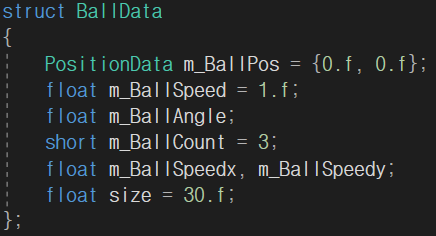 struct BallData
{
PositionData m_BallPos = {0.f, 0.f};
float m_BallSpeed = 1.f;
float m_BallAngle;
short m_BallCount = 3;
float m_BallSpeedx, m_BallSpeedy;
float size = 30.f;
};